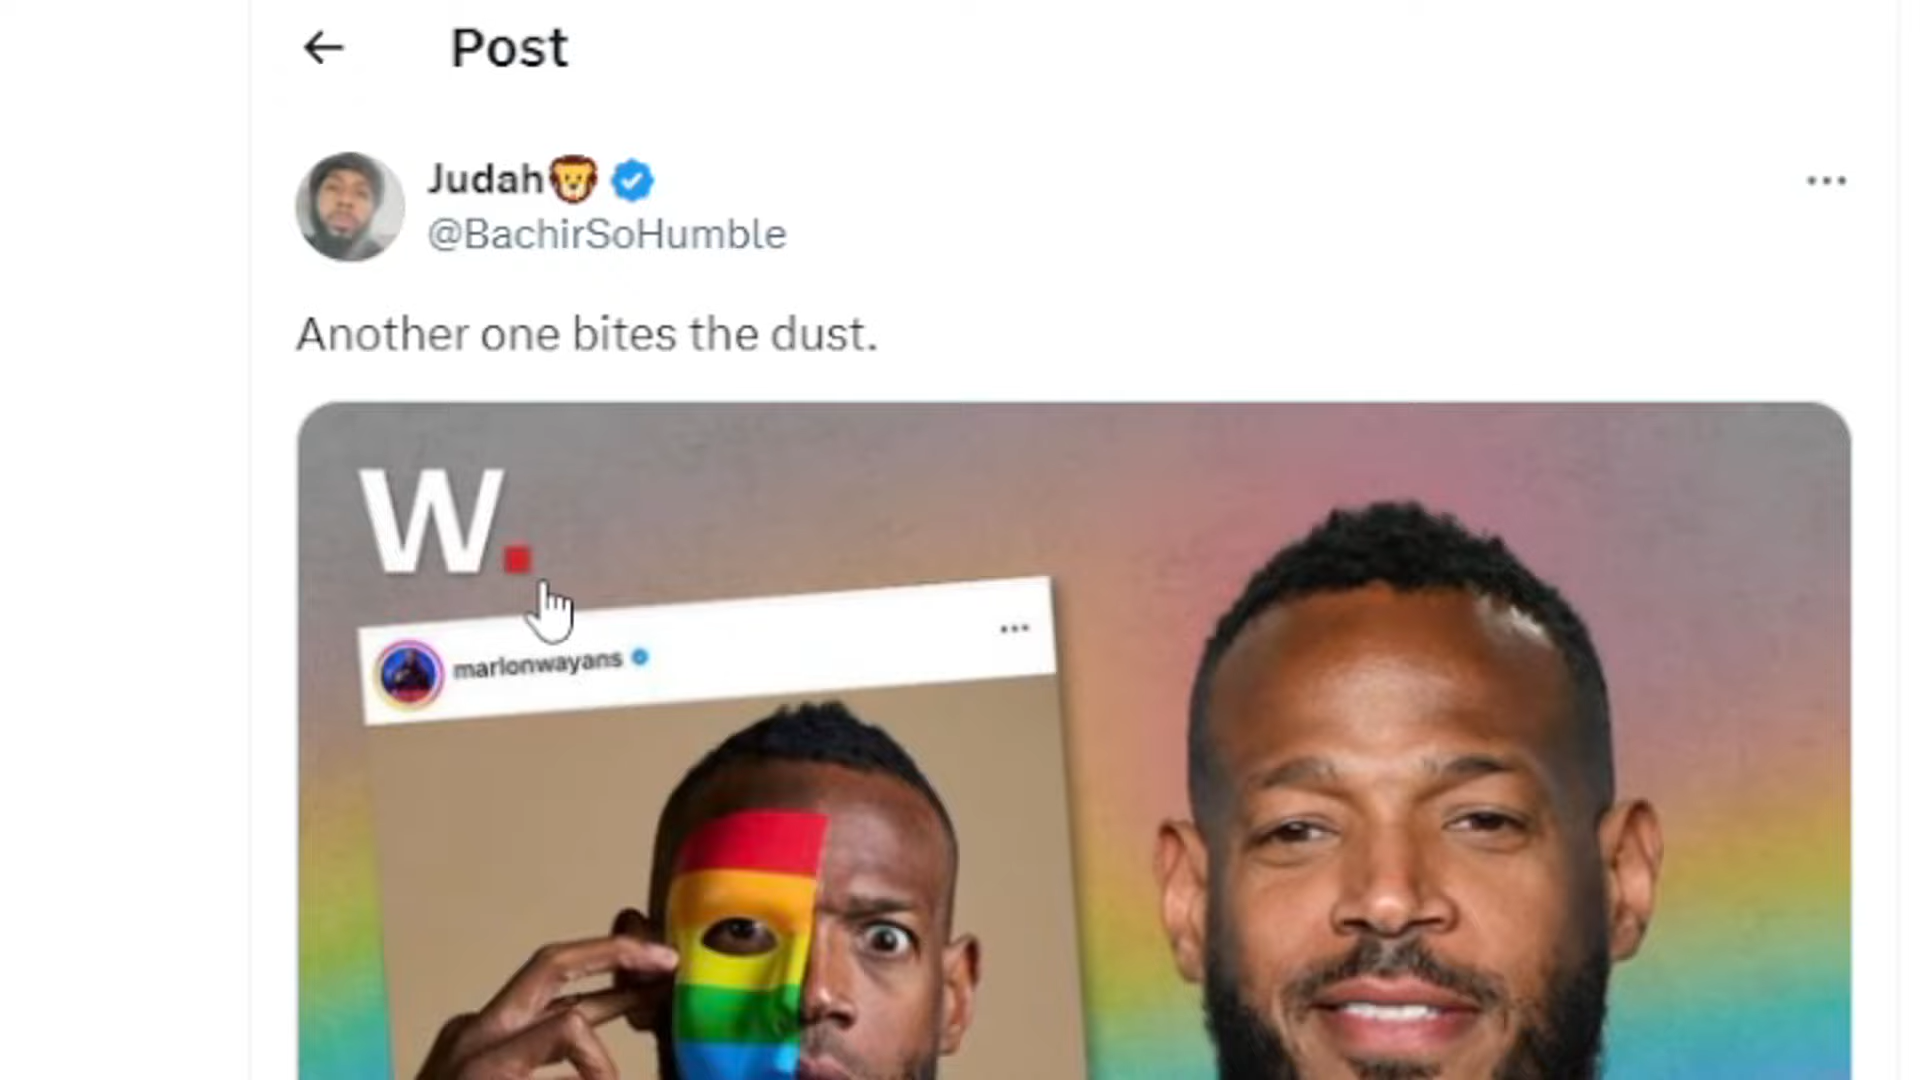 Post
Judah🦁
@BachirSoHumble
Another one bites the dust.
W.
marlonwayans